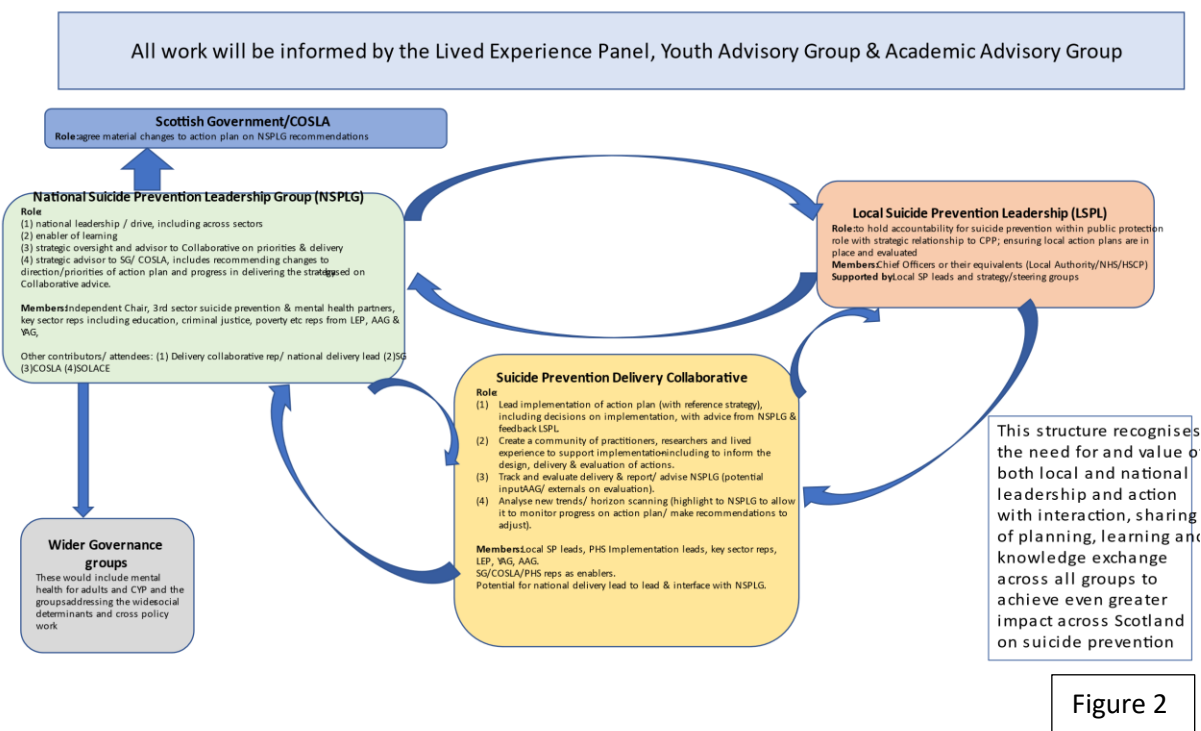 All work will be informed by the Lived Experience Panel, Youth Advisory Group & Academic Advisory Group
Scottish Government/COSLA
Role:agree material changes to action plan on NSPLG recommendations
National Suicide Prevention Leadership Group (NSPLG)
Role:
(1) national leadership / drive, including across sectors
(2) enabler of learning
(3) strategic oversight and advisor to Collaborative on priorities & delivery
(4) strategic advisor to SG/ COSLA, includes recommending changes to
direction/priorities of action plan and progress in delivering the strategy-based on
Collaborative advice.
Members:Independent Chair, 3rd sector suicide prevention & mental health partners,
key sector reps including education, criminal justice, poverty etc reps from LEP, AAG &
YAG,
Other contributors/ attendees: (1) Delivery collaborative rep/ national delivery lead (2)SG
(3)COSLA (4)SOLACE
Local Suicide Prevention Leadership (LSPL)
Role:to hold accountability for suicide prevention within public protection
role with strategic relationship to CPP; ensuring local action plans are in
place and evaluated
Members:Chief Officers or their equivalents (Local Authority/NHS/HSCP)
Supported by:Local SP leads and strategy/steering groups
Suicide Prevention Delivery Collaborative
Role:
(1) Lead implementation of action plan (with reference strategy),
including decisions on implementation, with advice from NSPLG &
feedback LSPL.
(2) Create a community of practitioners, researchers and lived
experience to support implementation-including to inform the
design, delivery & evaluation of actions.
(3) Track and evaluate delivery & report/ advise NSPLG (potential
inputAAG/ externals on evaluation).
(4) Analyse new trends/ horizon scanning (highlight to NSPLG to allow
it to monitor progress on action plan/ make recommendations to
adjust).
Members:Local SP leads, PHS Implementation leads, key sector reps,
LEP, YAG, AAG.
SG/COSLA/PHS reps as enablers.
Potential for national delivery lead to lead & interface with NSPLG.
Wider Governance
groups
These would include mental
health for adults and CYP and the
groupsaddressing the widesocial
determinants and cross policy
work
This structure recognises
the need for and value of
both local and national
leadership and action
with interaction, sharing
of planning, learning and
knowledge exchange
across all groups to
achieve even greater
impact across Scotland
on suicide prevention
Figure 2